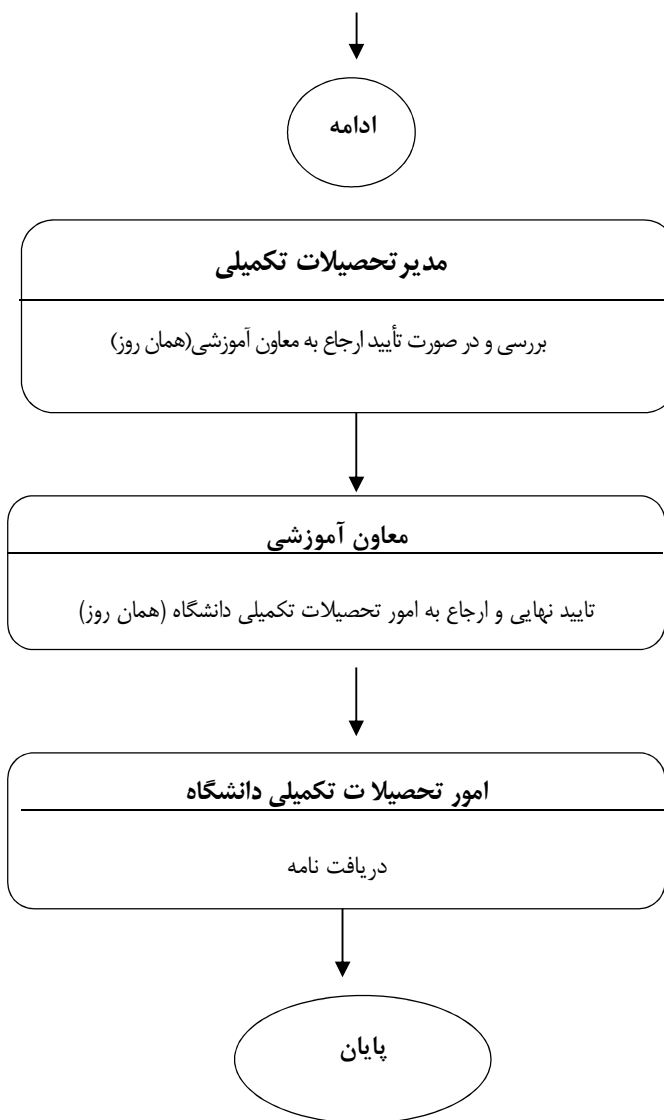 ادامه
مدیرتحصیلات تکمیلی
بررسی و در صورت تأیید ارجاع به معاون آموزشی(همان روز)
معاون آموزشی
تایید نهایی و ارجاع به امور تحصیلات تکمیلی دانشگاه (همان روز)
امور تحصیلا ت تکمیلی دانشگاه
دریافت نامه
پایان